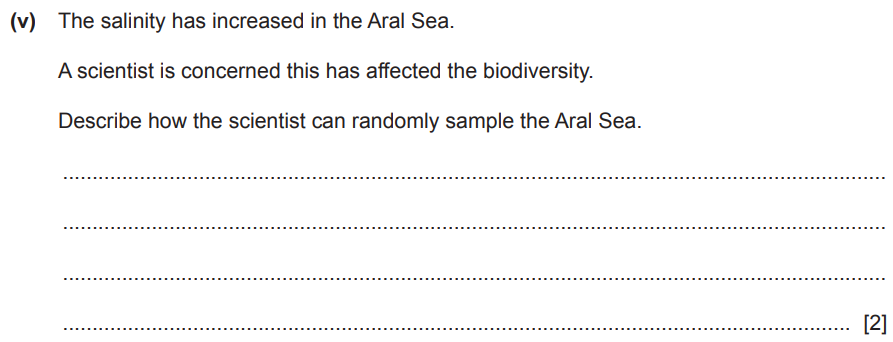 (v) The salinity has increased in the Aral Sea.
A scientist is concerned this has affected the biodiversity.
Describe how the scientist can randomly sample the Aral Sea.
[2]